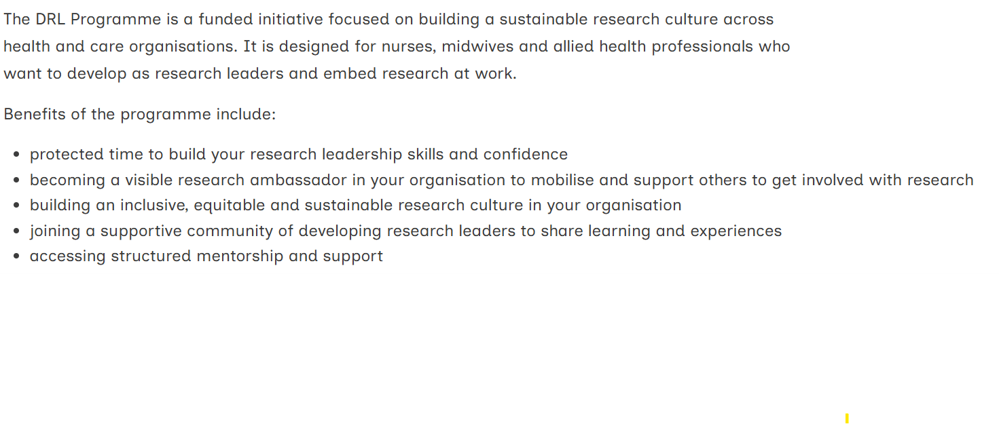 The DRL Programme is a funded initiative focused on building a sustainable research culture across
health and care organisations. It is designed for nurses, midwives and allied health professionals who
want to develop as research leaders and embed research at work.
Benefits of the programme include:
• protected time to build your research leadership skills and confidence
• becoming a visible research ambassador in your organisation to mobilise and support others to get involved with research
• building an inclusive, equitable and sustainable research culture in your organisation
• joining a supportive community of developing research leaders to share learning and experiences
• accessing structured mentorship and support